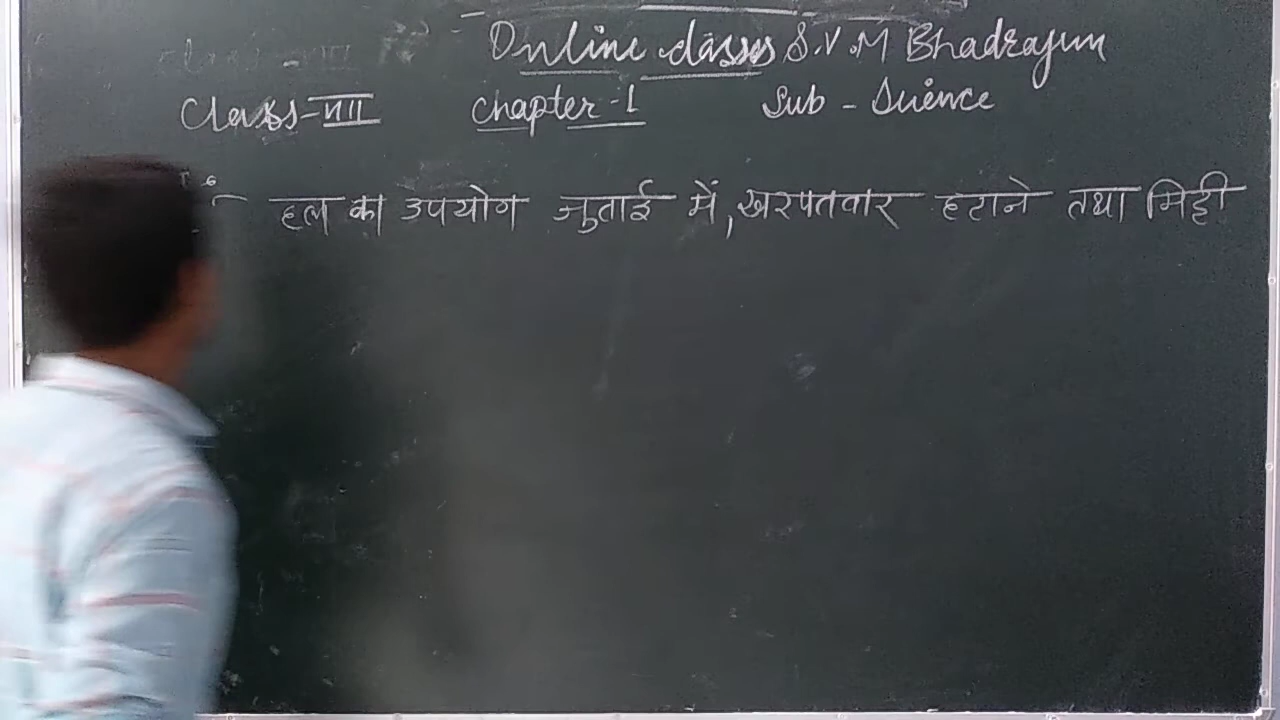 Online classes S.V.M Bhadrajun
Class-VIII Chapter-1 Sub - Science
हल का उपयोग जुताई में, खरपतवार हटाने तथा मिट्टी